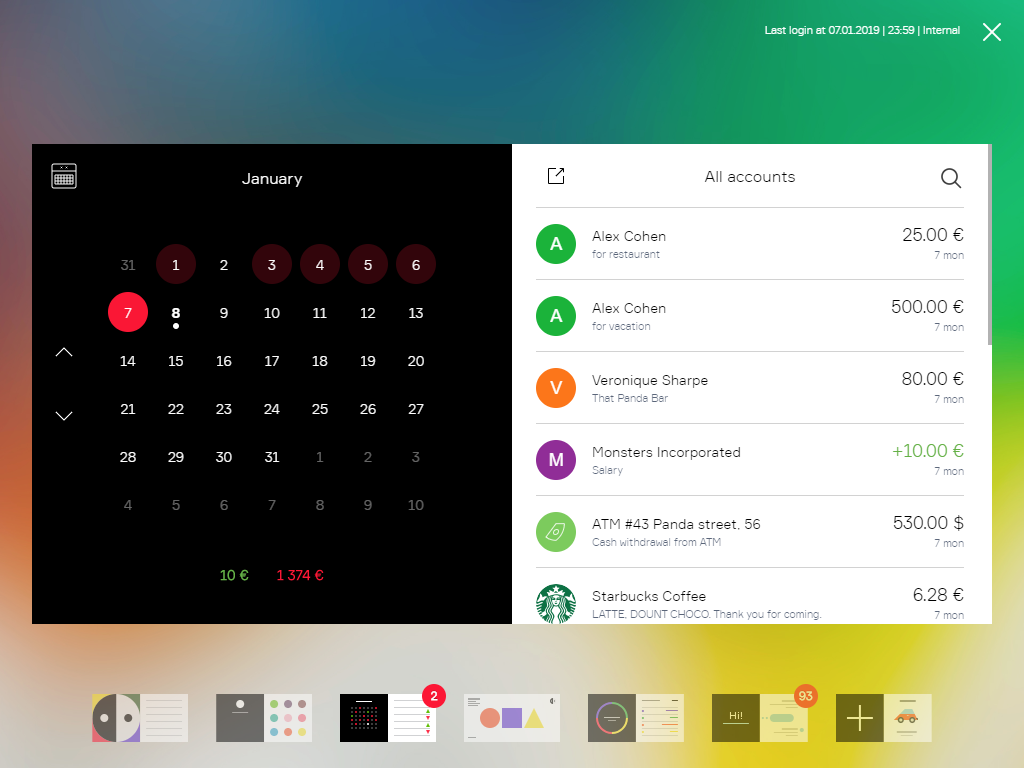 Last login at 07.01.2019 | 23:59 | Internal
January
31 1 2 3 4 5 6
7 8 9 10 11 12 13
14 15 16 17 18 19 20
21 22 23 24 25 26 27
28 29 30 31 1 2 3
4 5 6 7 8 9 10
10 € 1 374 €
All accounts
A
Alex Cohen 25.00 €
for restaurant 7 mon
A
Alex Cohen 500.00 €
for vacation 7 mon
V
Veronique Sharpe 80.00 €
That Panda Bar 7 mon
M
Monsters Incorporated +10.00 €
Salary 7 mon
ATM #43 Panda street, 56 530.00 $
Cash withdrawal from ATM 7 mon
Starbucks Coffee 6.28 €
LATTE, DOUNT CHOCO. Thank you for coming. 7 mon
2
Hi!
93